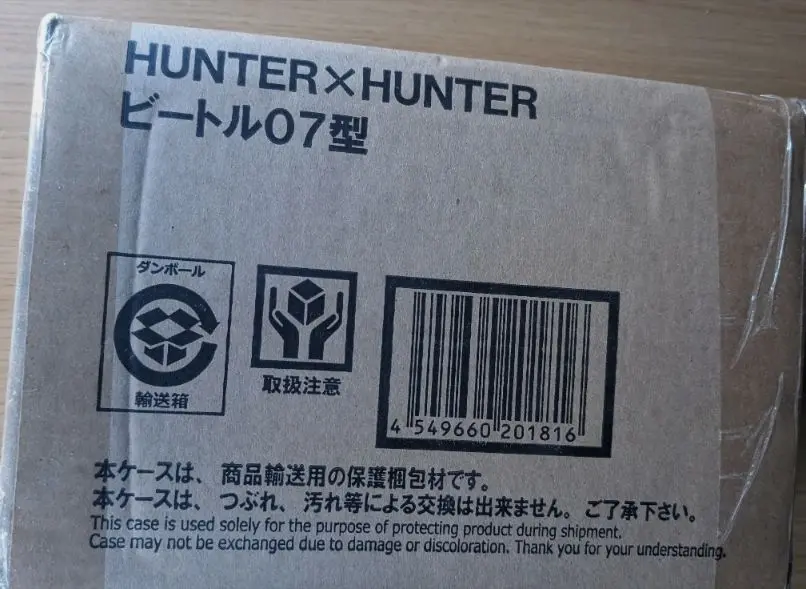 HUNTER×HUNTER
ビートル07型
ダンボール
輸送箱
取扱注意
4 549660 201816
本ケースは、商品輸送用の保護梱包材です。
本ケースは、つぶれ、汚れ等による交換は出来ません。ご了承下さい。
This case is used solely for the purpose of protecting product during shipment.
Case may not be exchanged due to damage or discoloration. Thank you for your understanding.